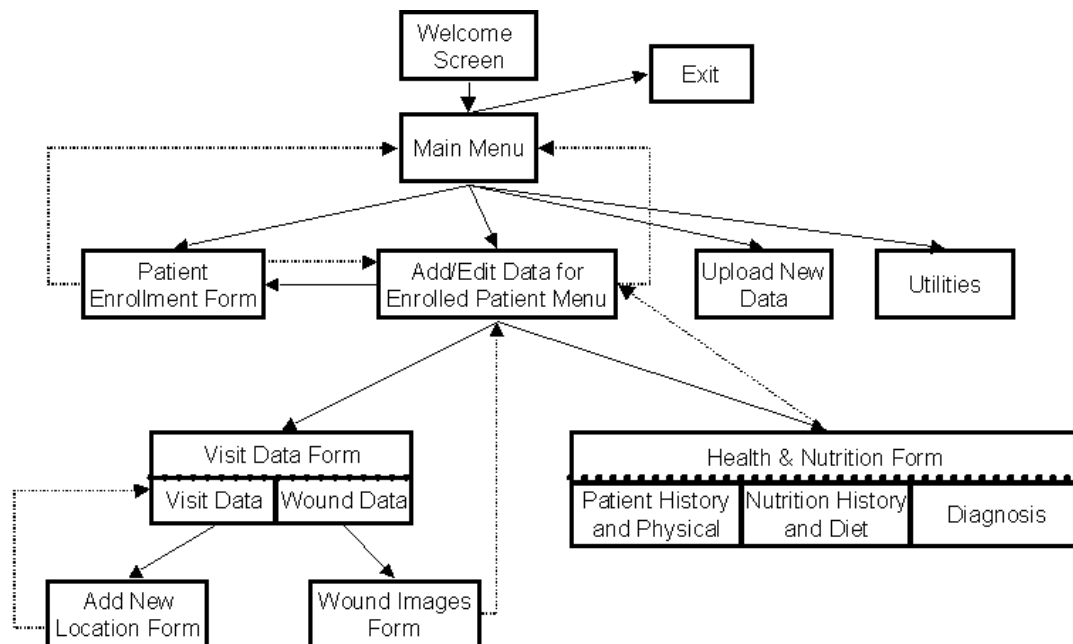 Welcome
Screen
Exit
Main Menu
Patient
Enrollment Form
Add/Edit Data for
Enrolled Patient Menu
Upload New
Data
Utilities
Visit Data Form
Visit Data
Wound Data
Health & Nutrition Form
Patient History
and Physical
Nutrition History
and Diet
Diagnosis
Add New
Location Form
Wound Images
Form